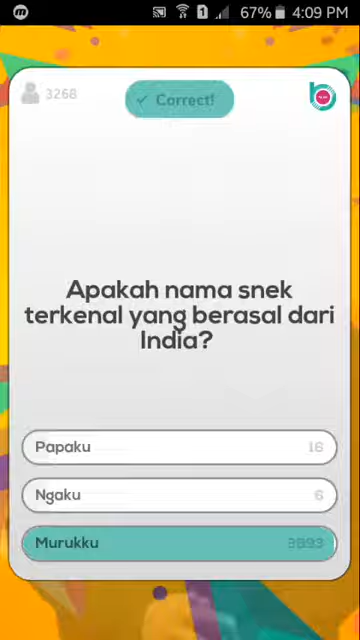 67% 4:09 PM
3268
✓ Correct!
Apakah nama snek
terkenal yang berasal dari
India?
Papaku 16
Ngaku 6
Murukku